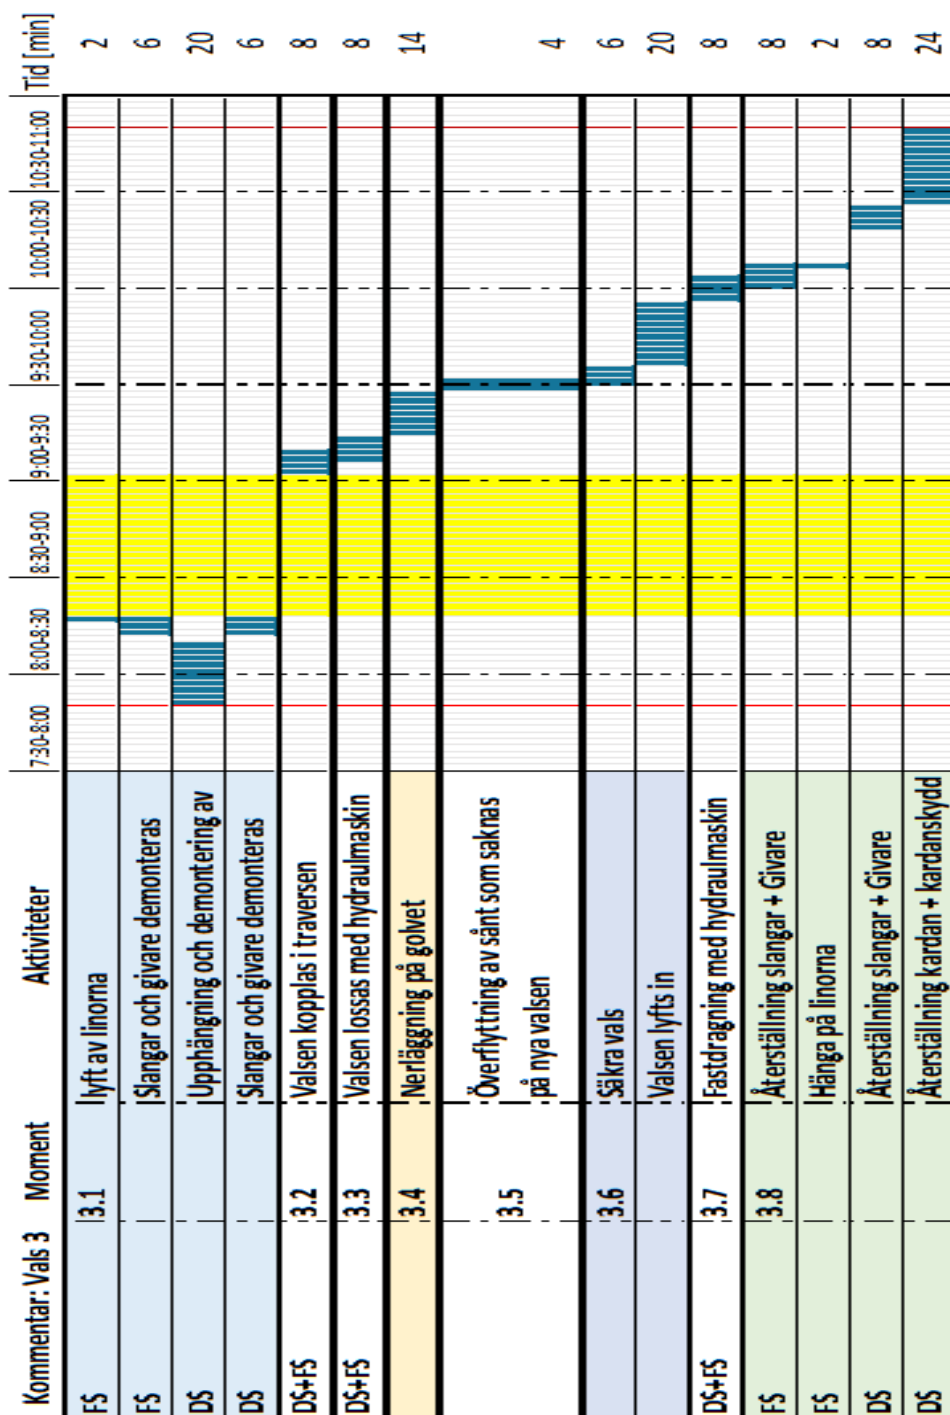 Kommentar: Vals 3 Moment Aktiviteter 7:30-8:00 8:00-8:30 8:30-9:00 9:00-9:30 9:30-10:00 10:00-10:30 10:30-11:00 Tid [min]
FS 3.1 lyft av linorna 2
FS Slangar och givare demonteras 6
DS Upphängning och demontering av 20
DS Slangar och givare demonteras 6
DS+FS 3.2 Valsen kopplas i traversen 8
DS+FS 3.3 Valsen lossas med hydraulmaskin 8
3.4 Nerläggning på golvet 14
3.5 Överflyttning av sånt som saknas
på nya valsen 4
3.6 Säkra vals 6
Valsen lyfts in 20
DS+FS 3.7 Fastdragning med hydraulmaskin 8
FS 3.8 Återställning slangar + Givare 8
FS Hänga på linorna 2
DS Återställning slangar + Givare 8
DS Återställning kardan + kardanskydd 24